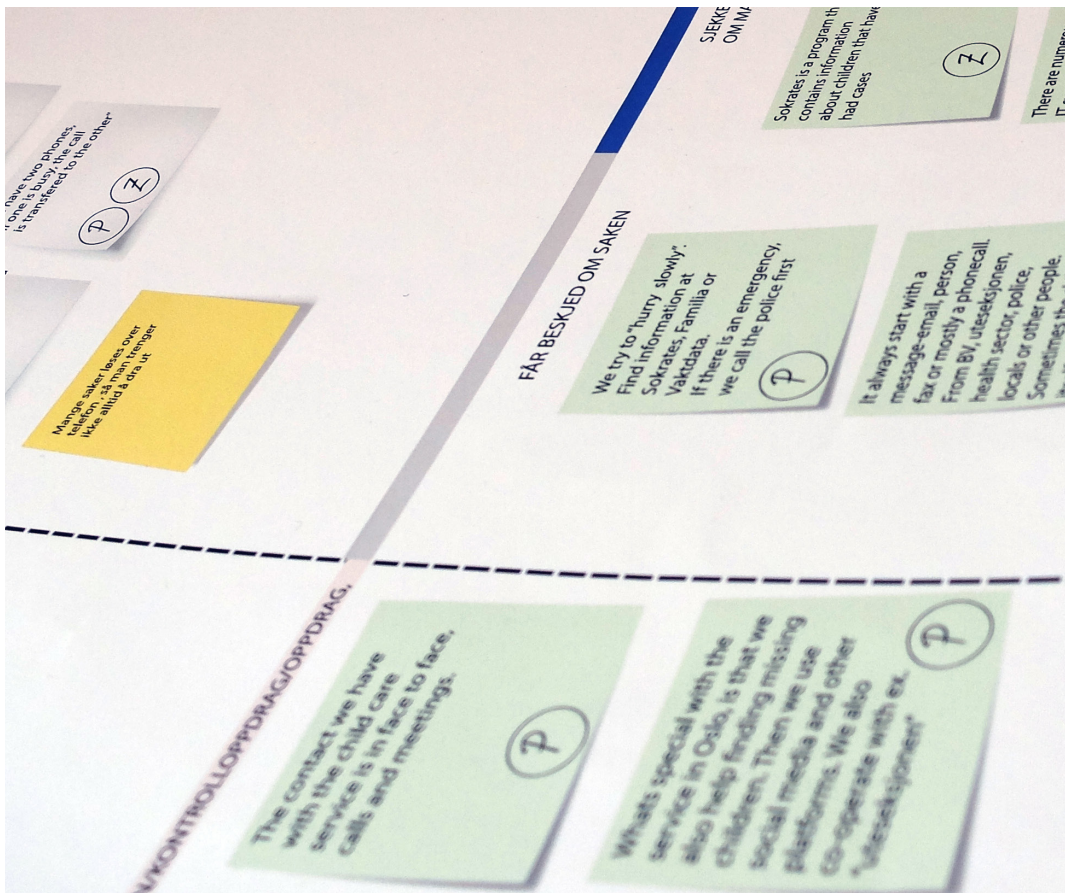 have two phones,
one is busy, the call
is transfered to the other"
P
Z
Mange saker løses over
telefon , så man trenger
ikke alltid å dra ut
SJEKKE
OM MA
Sokrates is a program th
contains information
about children that have
had cases
Z
There are numer
IT
FÅR BESKJED OM SAKEN
We try to "hurry slowly".
Find information at
Sokrates, Familia or
Vaktdata.
If there is an emergency,
we call the police first
P
It always start with a
message-email, person,
fax or mostly a phonecall.
From BV, uteseksjonen,
health sector, police,
locals or other people.
Sometimes the
/KONTROLLOPPDRAG/OPPDRAG,
The contact we have
with the child care
service is in face to face,
calls and meetings.
P
Whats special with the
service in Oslo, is that we
also help finding missing
children. Then we use
social media and other
platforms. We also
co-operate with ex.
"uteseksjonen"
P